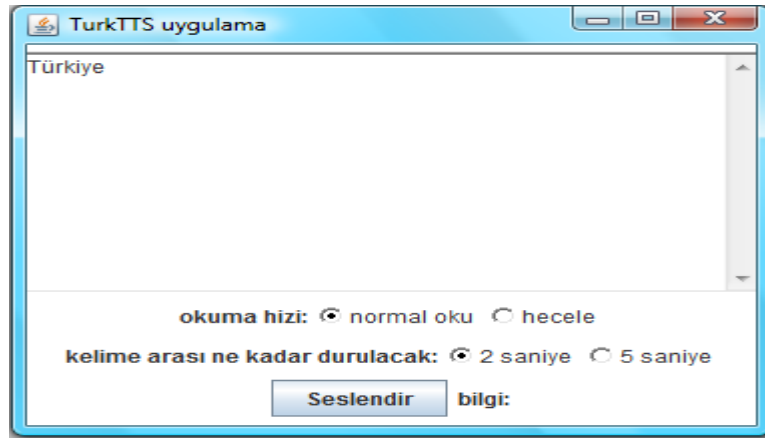 TurkTTS uygulama
Türkiye
okuma hizi: normal oku hecele
kelime arası ne kadar durulacak: 2 saniye 5 saniye
Seslendir bilgi: